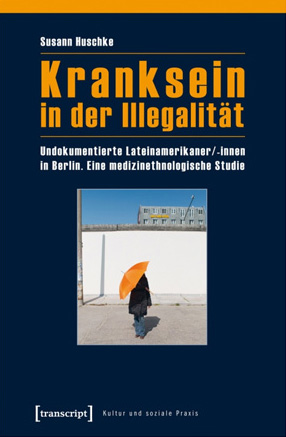 Susann Huschke
Kranksein
in der Illegalität
Undokumentierte Lateinamerikaner/-innen
in Berlin. Eine medizinethnologische Studie
[transcript] Kultur und soziale Praxis